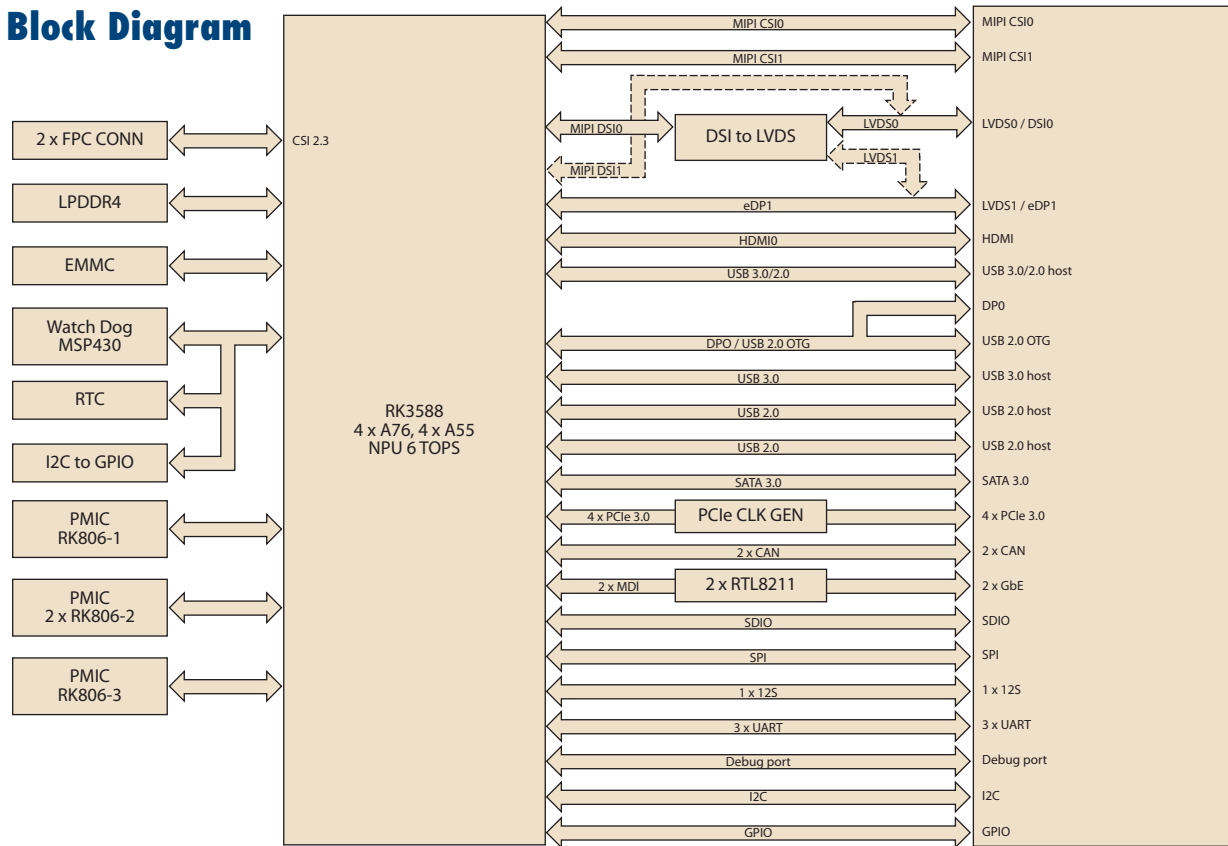 Block Diagram
2 x FPC CONN
LPDDR4
EMMC
Watch Dog
MSP430
RTC
I2C to GPIO
PMIC
RK806-1
PMIC
2 x RK806-2
PMIC
RK806-3
CSI 2.3
RK3588
4 x A76, 4 x A55
NPU 6 TOPS
MIPI CSI0
MIPI CSI1
MIPI DSI0
DSI to LVDS
LVDS0
MIPI DSI1
LVDS1
eDP1
HDMI0
USB 3.0/2.0
DPO / USB 2.0 OTG
USB 3.0
USB 2.0
USB 2.0
SATA 3.0
4 x PCIe 3.0
PCIe CLK GEN
2 x CAN
2 x MDI
2 x RTL8211
SDIO
SPI
1 x 12S
3 x UART
Debug port
I2C
GPIO
MIPI CSI0
MIPI CSI1
LVDS0 / DSI0
LVDS1 / eDP1
HDMI
USB 3.0/2.0 host
DP0
USB 2.0 OTG
USB 3.0 host
USB 2.0 host
USB 2.0 host
SATA 3.0
4 x PCIe 3.0
2 x CAN
2 x GbE
SDIO
SPI
1 x 12S
3 x UART
Debug port
I2C
GPIO